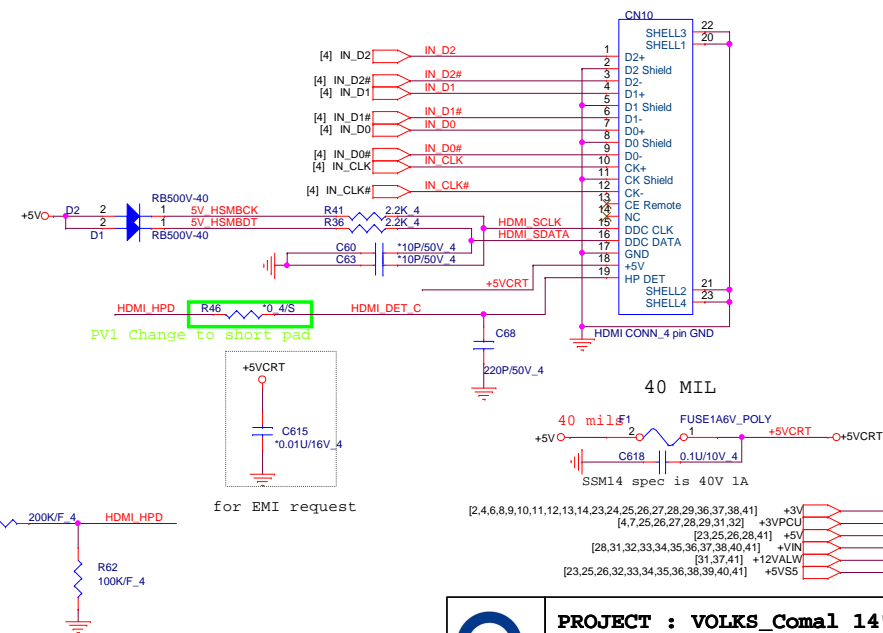 CN10
SHELL3 22
SHELL1 20
[4] IN_D2 IN_D2 1 D2+
2 D2 Shield
[4] IN_D2# IN_D2# 3 D2-
[4] IN_D1 IN_D1 4 D1+
5 D1 Shield
[4] IN_D1# IN_D1# 6 D1-
[4] IN_D0 IN_D0 7 D0+
8 D0 Shield
[4] IN_D0# IN_D0# 9 D0-
[4] IN_CLK IN_CLK 10 CK+
11 CK Shield
[4] IN_CLK# IN_CLK# 12 CK-
13 CE Remote
14 NC
HDMI_SCLK 15 DDC CLK
HDMI_SDATA 16 DDC DATA
17 GND
18 +5V
19 HP DET
SHELL2 21
SHELL4 23
HDMI CONN_4 pin GND
RB500V-40
+5V D2 2 1 5V_HSMBCK R41 2.2K_4
D1 2 1 5V_HSMBDT R36 2.2K_4
RB500V-40
C60 *10P/50V_4
C63 *10P/50V_4
+5VCRT
HDMI_HPD R46 *0_4/S HDMI_DET_C
PV1 Change to short pad
C68
220P/50V_4
+5VCRT
C615
*0.01U/16V_4
for EMI request
40 MIL
40 mils F1 FUSE1A6V_POLY
+5V 2 1 +5VCRT +5VCRT
C618 0.1U/10V_4
SSM14 spec is 40V 1A
200K/F_4 HDMI_HPD
R62
100K/F_4
[2,4,6,8,9,10,11,12,13,14,23,24,25,26,27,28,29,36,37,38,41] +3V
[4,7,25,26,27,28,29,31,32] +3VPCU
[23,25,26,28,41] +5V
[28,31,32,33,34,35,36,37,38,40,41] +VIN
[31,37,41] +12VALW
[23,25,26,32,33,34,35,36,38,39,40,41] +5VS5
PROJECT : VOLKS_Comal 14"